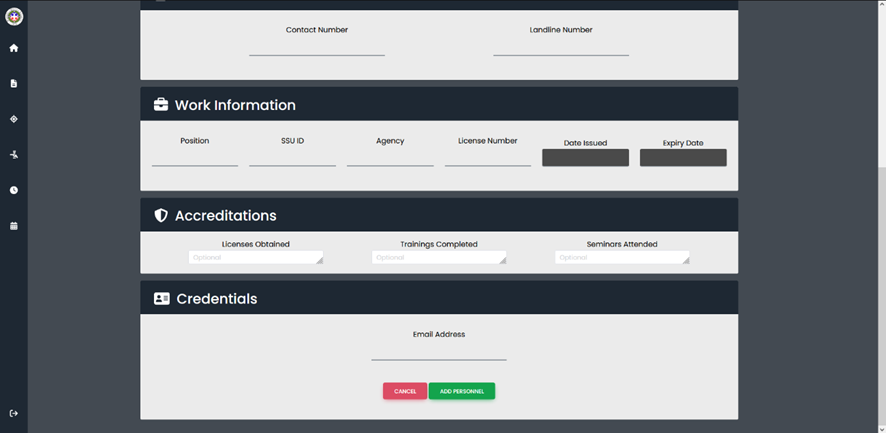 Contact Number Landline Number
Work Information
Position SSU ID Agency License Number Date Issued Expiry Date
Accreditations
Licenses Obtained Trainings Completed Seminars Attended
Optional Optional Optional
Credentials
Email Address
CANCEL ADD PERSONNEL